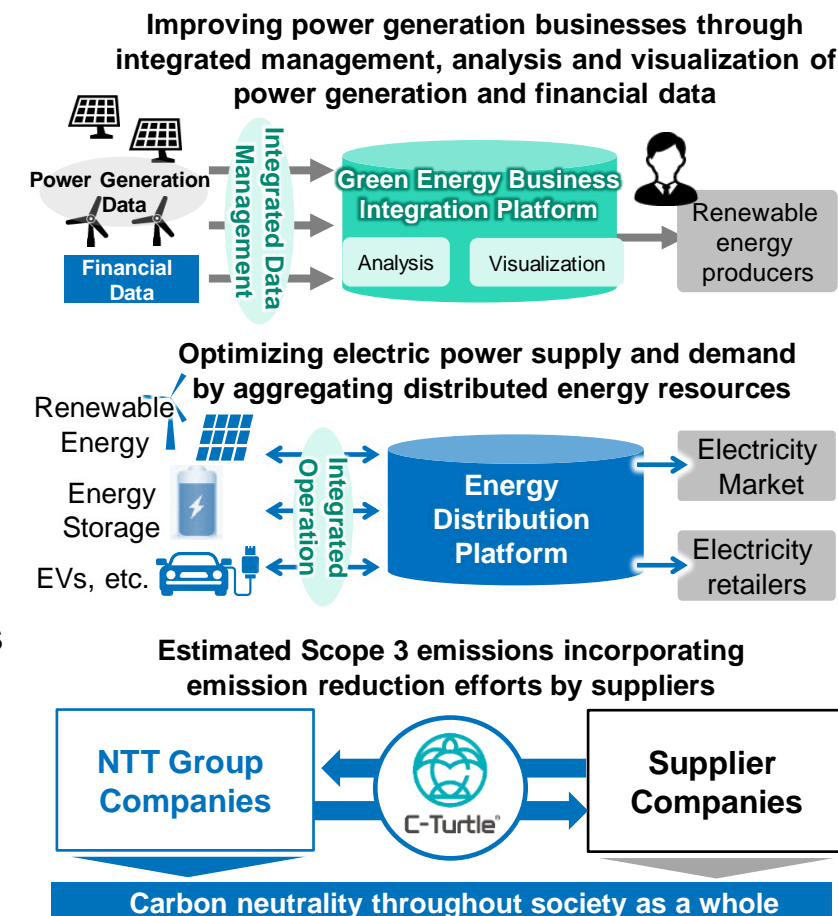 Improving power generation businesses through
integrated management, analysis and visualization of
power generation and financial data
Power Generation
Data
Financial
Data
Integrated Data
Management
Green Energy Business
Integration Platform
Analysis
Visualization
Renewable
energy
producers
Optimizing electric power supply and demand
by aggregating distributed energy resources
Renewable
Energy
Energy
Storage
EVs, etc.
Integrated
Operation
Energy
Distribution
Platform
Electricity
Market
Electricity
retailers
s
Estimated Scope 3 emissions incorporating
emission reduction efforts by suppliers
NTT Group
Companies
C-Turtle®
Supplier
Companies
Carbon neutrality throughout society as a whole